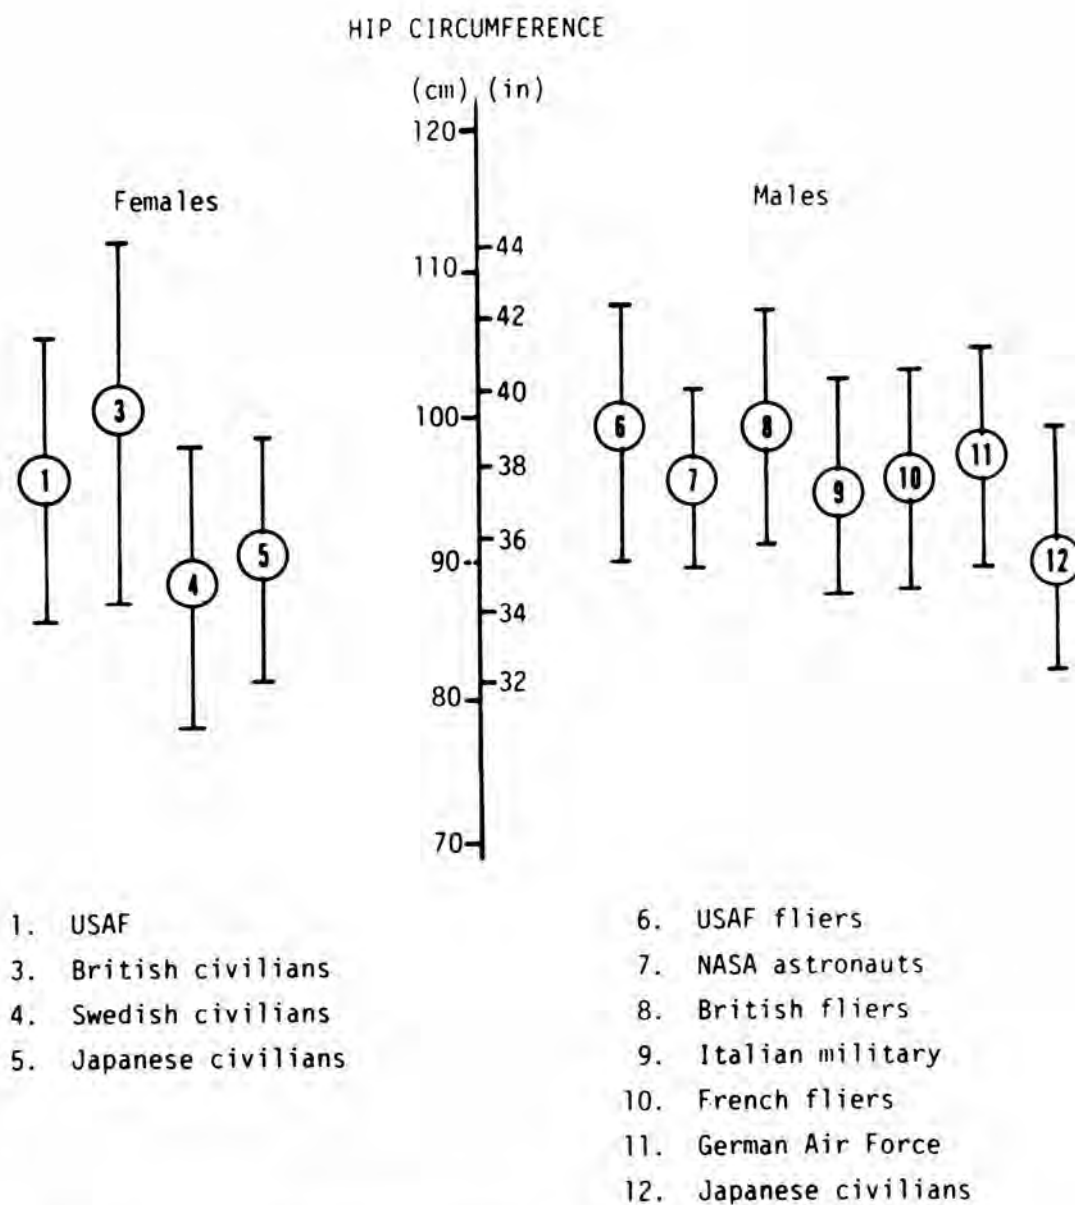 HIP CIRCUMFERENCE
(cm) (in)
120
Females
Males
44
110
42
40
100
38
36
90
34
32
80
70
3
1
4
5
6
7
8
9
10
11
12
1. USAF
3. British civilians
4. Swedish civilians
5. Japanese civilians
6. USAF fliers
7. NASA astronauts
8. British fliers
9. Italian military
10. French fliers
11. German Air Force
12. Japanese civilians